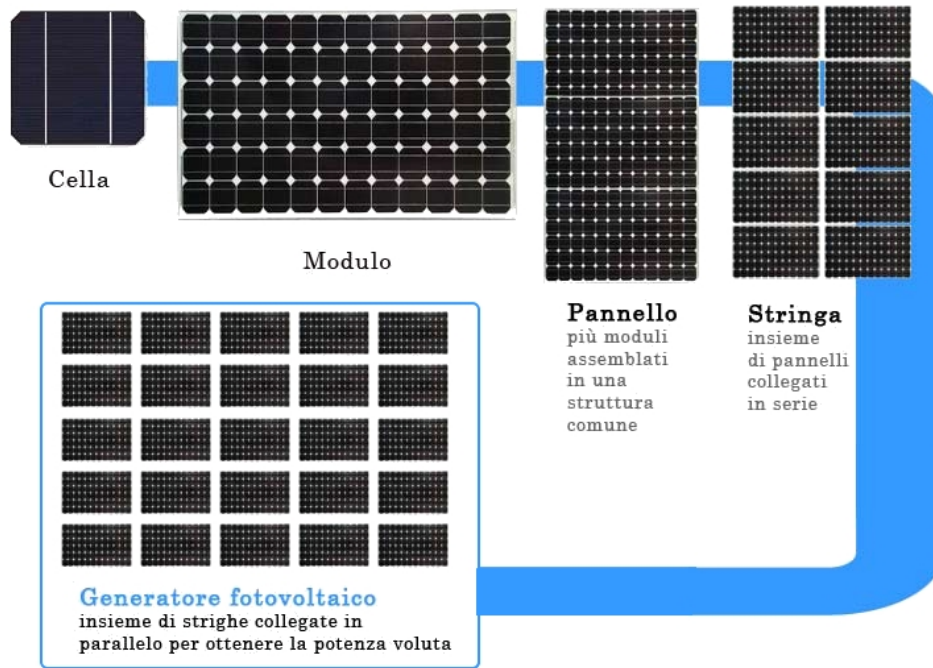 Cella
Modulo
Pannello
più moduli
assemblati
in una
struttura
comune
Stringa
insieme
di pannelli
collegati
in serie
Generatore fotovoltaico
insieme di strighe collegate in
parallelo per ottenere la potenza voluta